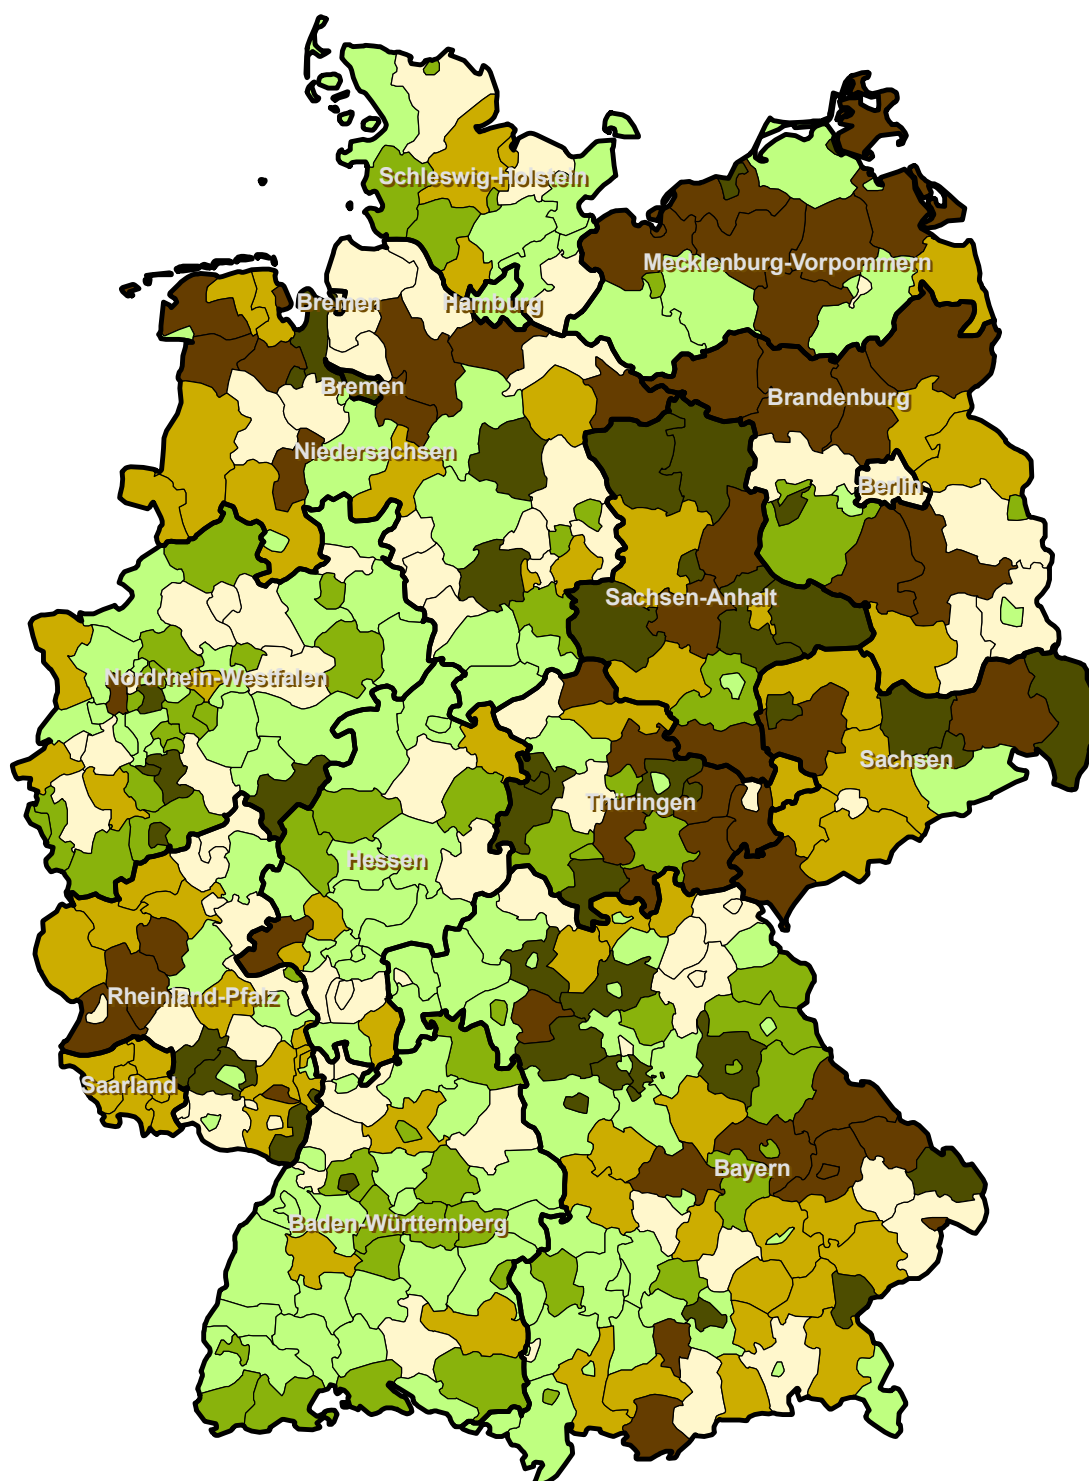 Schleswig-Holstein
Mecklenburg-Vorpommern
Bremen
Hamburg
Bremen
Brandenburg
Niedersachsen
Berlin
Sachsen-Anhalt
Nordrhein-Westfalen
Sachsen
Thüringen
Hessen
Rheinland-Pfalz
Saarland
Bayern
Baden-Württemberg